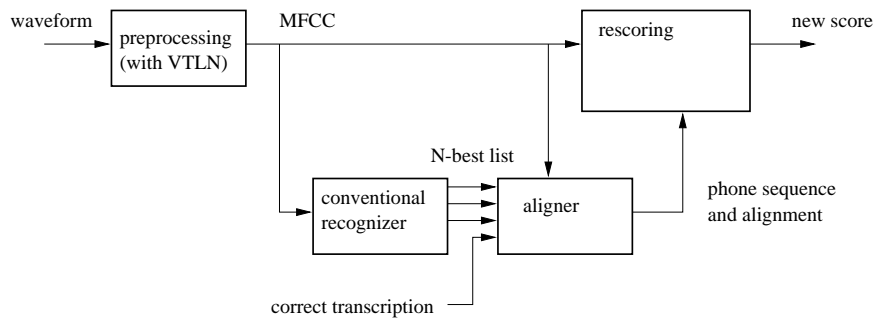 waveform
preprocessing
(with VTLN)
MFCC
rescoring
new score
N-best list
conventional
recognizer
aligner
phone sequence
and alignment
correct transcription